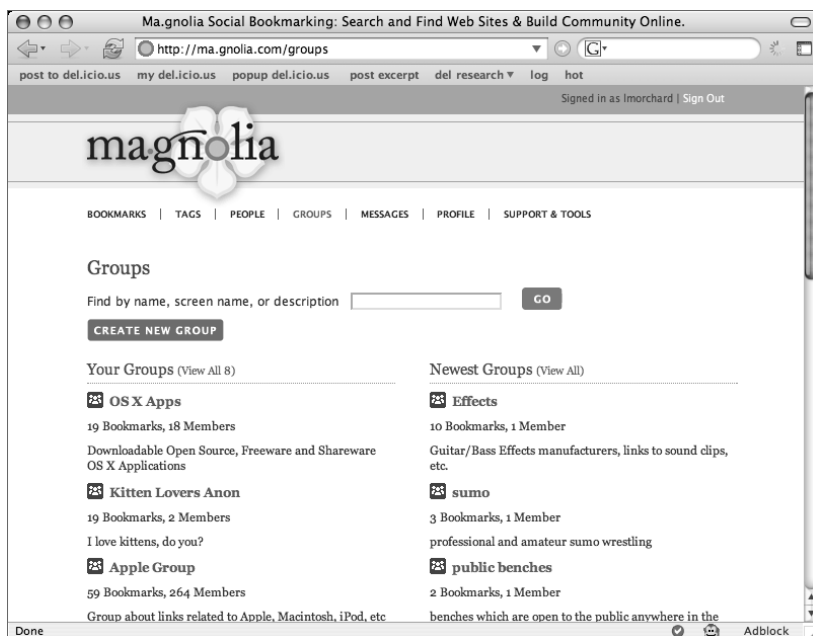 Ma.gnolia Social Bookmarking: Search and Find Web Sites & Build Community Online.
http://ma.gnolia.com/groups
G
post to del.icio.us my del.icio.us popup del.icio.us post excerpt del research ▾ log hot
Signed in as lmorchard | Sign Out
ma.gnolia
BOOKMARKS | TAGS | PEOPLE | GROUPS | MESSAGES | PROFILE | SUPPORT & TOOLS
Groups
Find by name, screen name, or description GO
CREATE NEW GROUP
Your Groups (View All 8)
OS X Apps
19 Bookmarks, 18 Members
Downloadable Open Source, Freeware and Shareware
OS X Applications
Kitten Lovers Anon
19 Bookmarks, 2 Members
I love kittens, do you?
Apple Group
59 Bookmarks, 264 Members
Group about links related to Apple, Macintosh, iPod, etc
Newest Groups (View All)
Effects
10 Bookmarks, 1 Member
Guitar/Bass Effects manufacturers, links to sound clips,
etc.
sumo
3 Bookmarks, 1 Member
professional and amateur sumo wrestling
public benches
2 Bookmarks, 1 Member
benches which are open to the public anywhere in the
Done Adblock